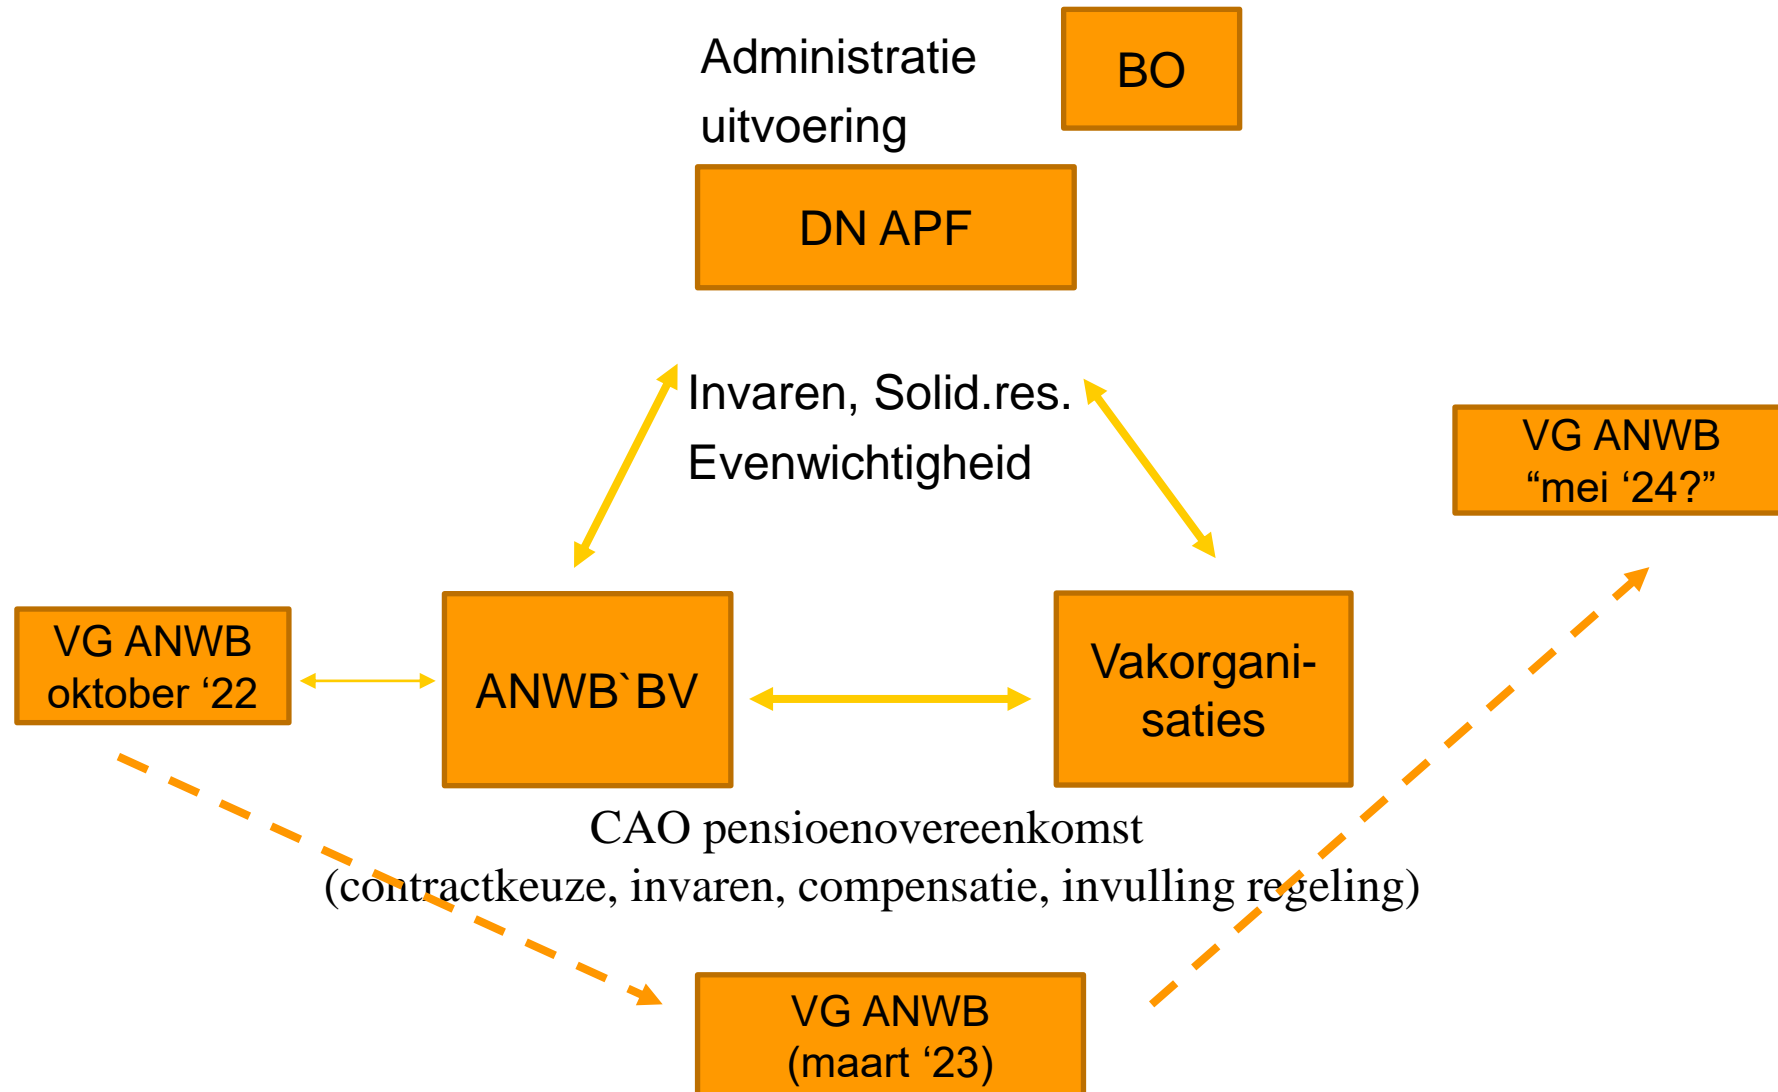 Administratie
uitvoering
BO
DN APF
Invaren, Solid.res.
Evenwichtigheid
VG ANWB
“mei ‘24?”
VG ANWB
oktober ‘22
ANWB`BV
Vakorgani-
saties
CAO pensioenovereenkomst
(contractkeuze, invaren, compensatie, invulling regeling)
VG ANWB
(maart ‘23)